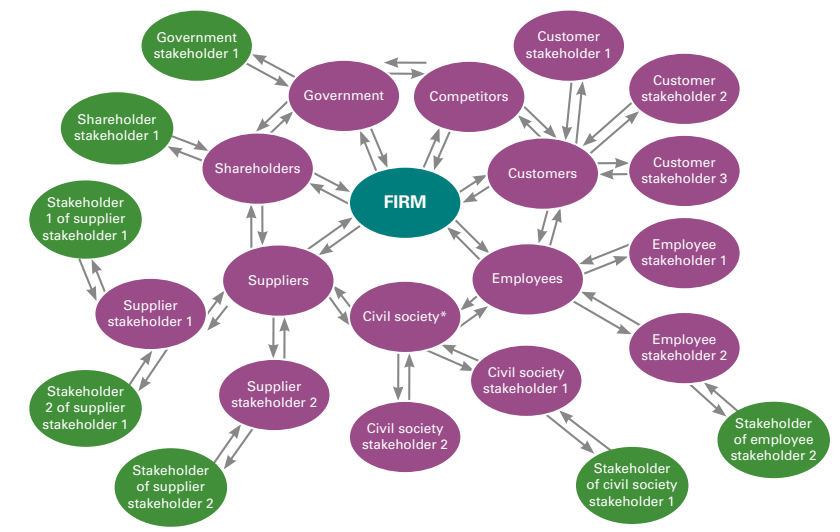 Government
stakeholder 1
Customer
stakeholder 1
Customer
stakeholder 2
Government
Competitors
Shareholder
stakeholder 1
Shareholders
Customers
Customer
stakeholder 3
FIRM
Stakeholder
1 of supplier
stakeholder 1
Employee
stakeholder 1
Suppliers
Employees
Supplier
stakeholder 1
Civil society*
Employee
stakeholder 2
Civil society
stakeholder 1
Supplier
stakeholder 2
Stakeholder
2 of supplier
stakeholder 1
Civil society
stakeholder 2
Stakeholder
of employee
stakeholder 2
Stakeholder
of supplier
stakeholder 2
Stakeholder
of civil society
stakeholder 1